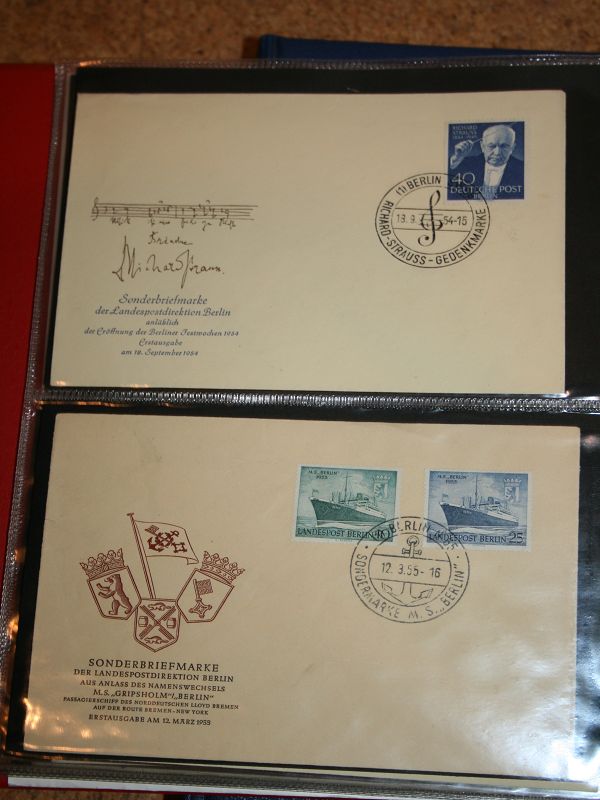 RICHARD
STRAUSS
40
DEUTSCHE POST
BERLIN
(1) BERLIN
54-15
RICHARD-STRAUSS-GEDENKMARKE
Sonderbriefmarke
der Landespostdirektion Berlin
anläßlich
der Eröffnung der Berliner Festwochen 1954
Erstausgabe
am 18. September 1954
M.S. „BERLIN"
1955
LANDESPOST BERLIN
10
M.S. „BERLIN"
1955
LANDESPOST BERLIN 25
BERLIN
12.3.55-16
SONDERMARKE M.S. „BERLIN"
SONDERBRIEFMARKE
DER LANDESPOSTDIREKTION BERLIN
AUS ANLASS DES NAMENSWECHSELS
M.S. „GRIPSHOLM"/„BERLIN"
PASSAGIERSCHIFF DES NORDDEUTSCHEN LLOYD BREMEN
AUF DER ROUTE BREMEN-NEW YORK
ERSTAUSGABE AM 12. MÄRZ 1955